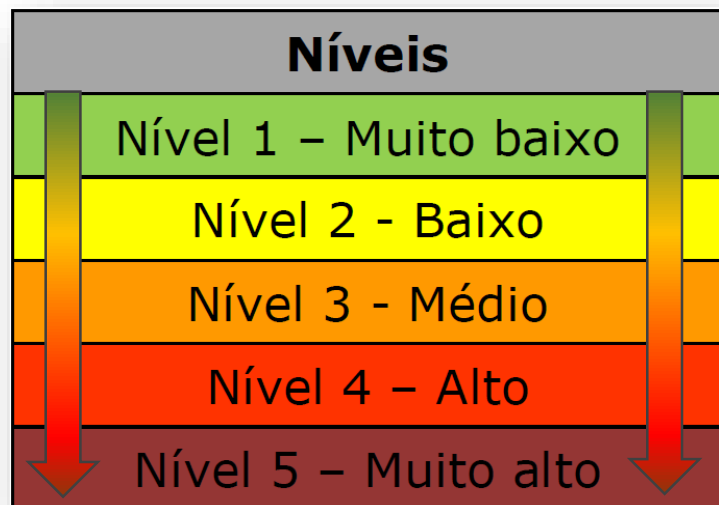 Níveis
Nível 1 – Muito baixo
Nível 2 - Baixo
Nível 3 - Médio
Nível 4 – Alto
Nível 5 – Muito alto